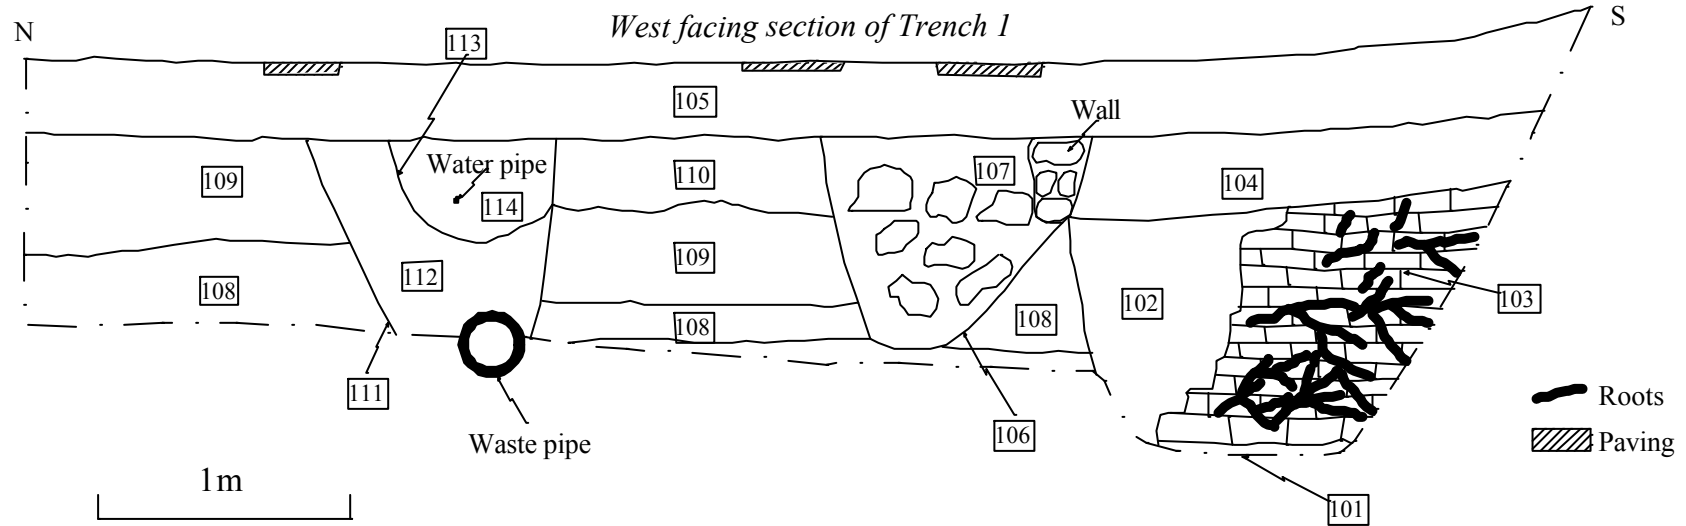 N
West facing section of Trench 1
S
113
105
Wall
109
Water pipe
110
107
104
114
108
112
109
102
103
108
108
111
Roots
Waste pipe
106
Paving
1m
101